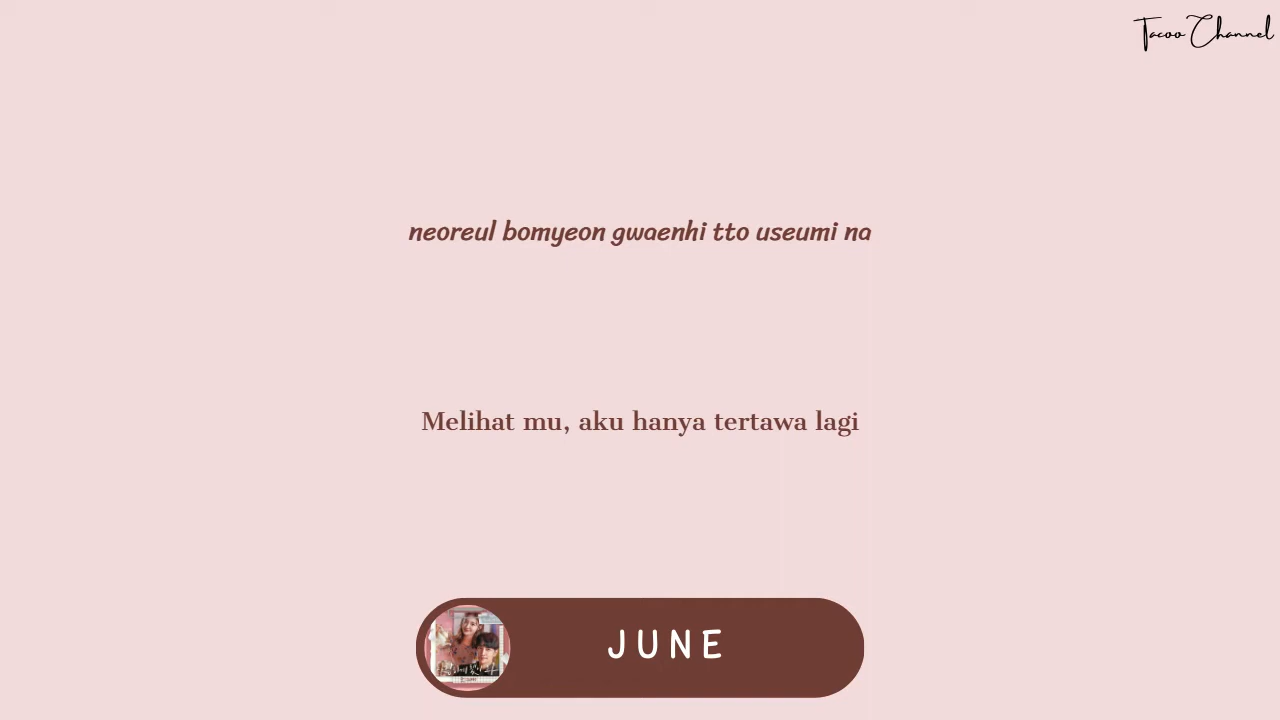 Tacoo Channel
neoreul bomyeon gwaenhi tto useumi na
Melihat mu, aku hanya tertawa lagi
JUNE